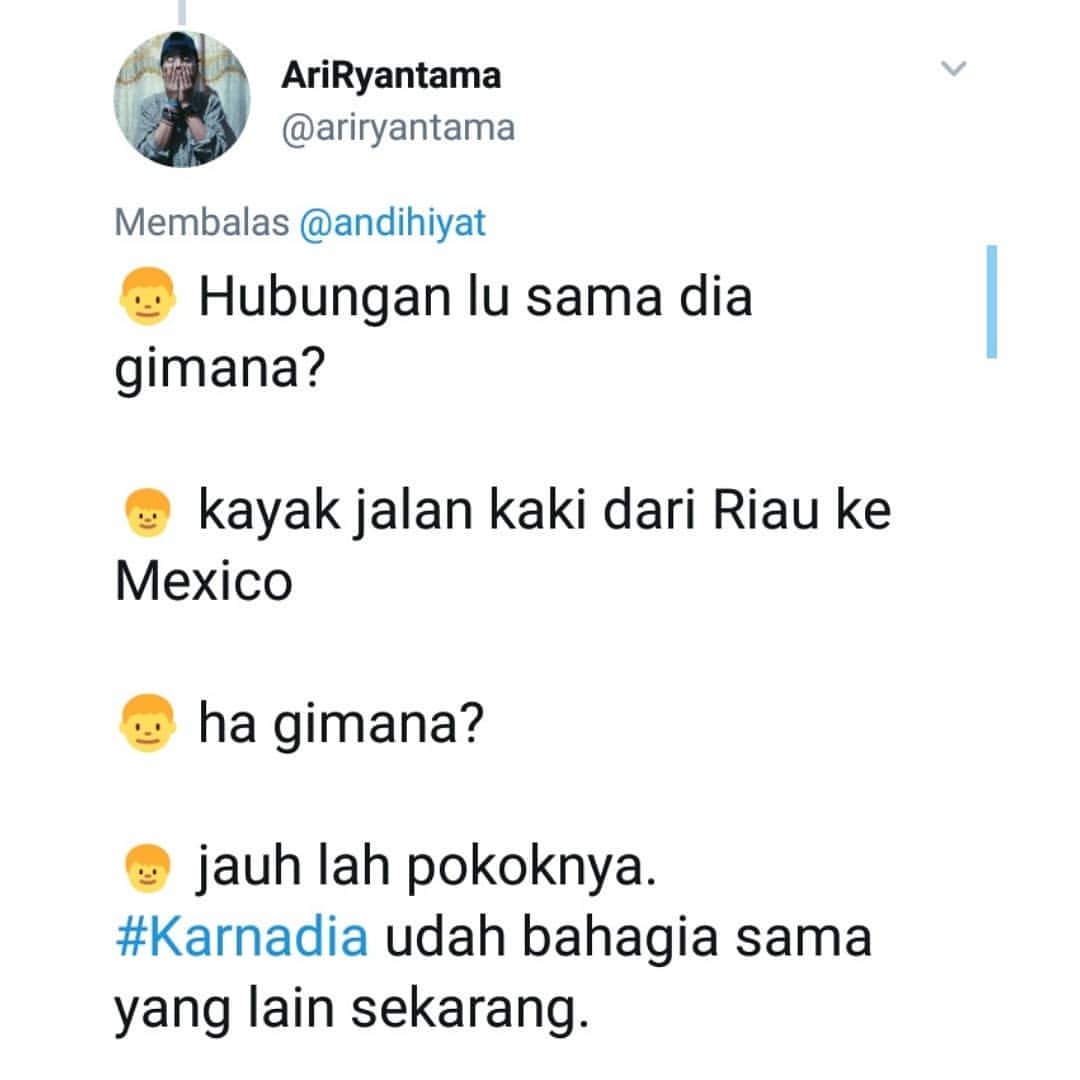 AriRyantama
@ariryantama
Membalas @andihiyat
👨 Hubungan lu sama dia
gimana?
👦 kayak jalan kaki dari Riau ke
Mexico
👨 ha gimana?
👦 jauh lah pokoknya.
#Karnadia udah bahagia sama
yang lain sekarang.